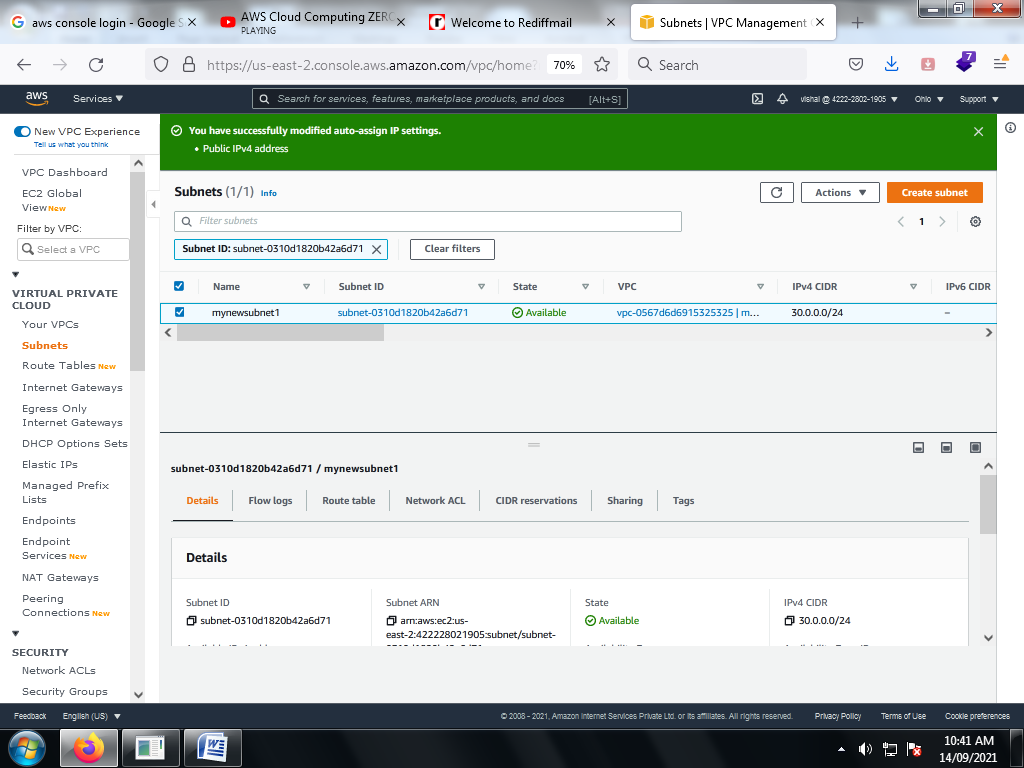 aws console login - Google S
AWS Cloud Computing ZERO
PLAYING
Welcome to Rediffmail
Subnets | VPC Management
https://us-east-2.console.aws.amazon.com/vpc/home?
70%
Search
7
aws
Services
Search for services, features, marketplace products, and docs
[Alt+S]
vishal @ 4222-2802-1905
Ohio
Support
New VPC Experience
Tell us what you think
VPC Dashboard
EC2 Global
View New
Filter by VPC:
Select a VPC
VIRTUAL PRIVATE
CLOUD
Your VPCs
Subnets
Route Tables New
Internet Gateways
Egress Only
Internet Gateways
DHCP Options Sets
Elastic IPs
Managed Prefix
Lists
Endpoints
Endpoint
Services New
NAT Gateways
Peering
Connections New
SECURITY
Network ACLs
Security Groups
You have successfully modified auto-assign IP settings.
• Public IPv4 address
Subnets (1/1) Info
Actions
Create subnet
Filter subnets
1
Subnet ID: subnet-0310d1820b42a6d71
Clear filters
Name Subnet ID State VPC IPv4 CIDR IPv6 CIDR
mynewsubnet1 subnet-0310d1820b42a6d71 Available vpc-0567d6d6915325325 | m... 30.0.0.0/24 –
subnet-0310d1820b42a6d71 / mynewsubnet1
Details Flow logs Route table Network ACL CIDR reservations Sharing Tags
Details
Subnet ID
subnet-0310d1820b42a6d71
Subnet ARN
arn:aws:ec2:us-
east-2:422228021905:subnet/subnet-
State
Available
IPv4 CIDR
30.0.0.0/24
Feedback English (US)
© 2008 - 2021, Amazon Internet Services Private Ltd. or its affiliates. All rights reserved.
Privacy Policy Terms of Use Cookie preferences
10:41 AM
14/09/2021